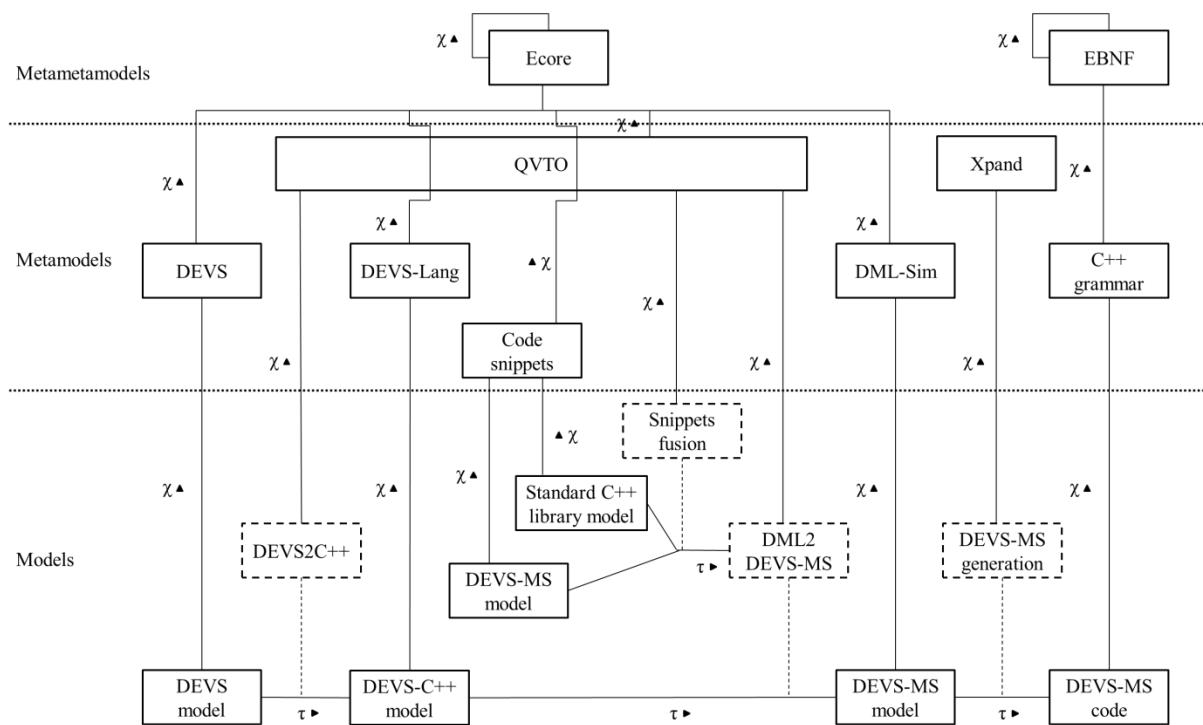 χ ▲
Ecore
χ ▲
EBNF
Metametamodels
χ ▲
QVTO
Xpand
χ ▲
χ ▲
χ ▲
χ ▲
Metamodels
DEVS
DEVS-Lang
▲ χ
DML-Sim
C++
grammar
χ ▲
Code
snippets
χ ▲
χ ▲
χ ▲
Snippets
fusion
▲ χ
χ ▲
χ ▲
χ ▲
χ ▲
χ ▲
Standard C++
library model
Models
DEVS2C++
DML2
DEVS-MS
DEVS-MS
generation
τ ►
DEVS-MS
model
DEVS
model
DEVS-C++
model
DEVS-MS
model
DEVS-MS
code
τ ►
τ ►
τ ►